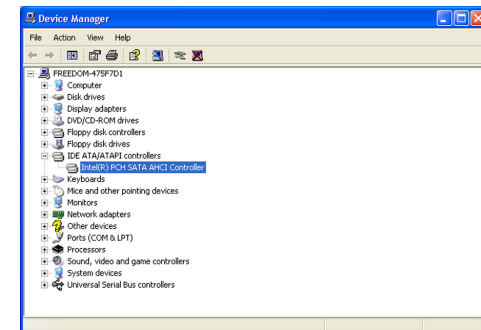 Device Manager
File Action View Help
FREEDOM-475F7D1
Computer
Disk drives
Display adapters
DVD/CD-ROM drives
Floppy disk controllers
Floppy disk drives
IDE ATA/ATAPI controllers
Intel(R) PCH SATA AHCI Controller
Keyboards
Mice and other pointing devices
Monitors
Network adapters
Other devices
Ports (COM & LPT)
Processors
Sound, video and game controllers
System devices
Universal Serial Bus controllers